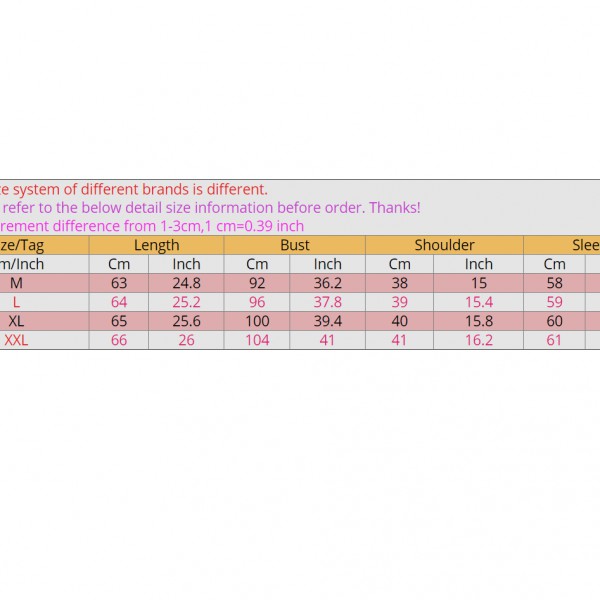 ze system of different brands is different.
refer to the below detail size information before order. Thanks!
rement difference from 1-3cm,1 cm=0.39 inch
ze/Tag Length Bust Shoulder Slee
m/Inch Cm Inch Cm Inch Cm Inch Cm
M 63 24.8 92 36.2 38 15 58
L 64 25.2 96 37.8 39 15.4 59
XL 65 25.6 100 39.4 40 15.8 60
XXL 66 26 104 41 41 16.2 61